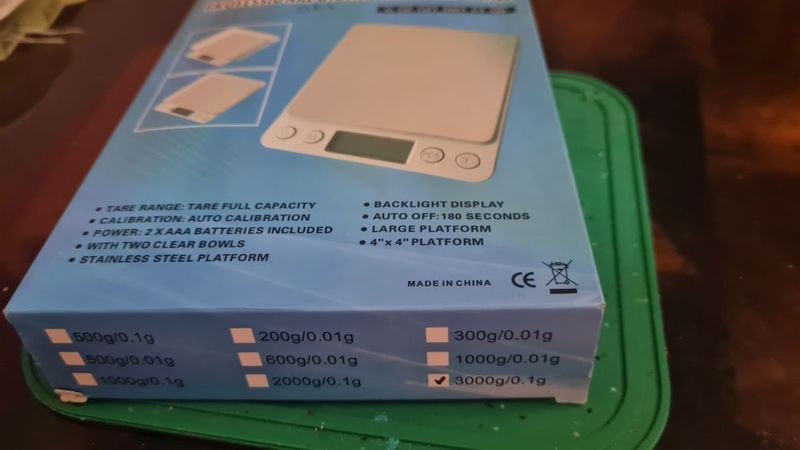 PROFESSIONAL
• TARE RANGE: TARE FULL CAPACITY
• CALIBRATION: AUTO CALIBRATION
• POWER: 2 X AAA BATTERIES INCLUDED
• WITH TWO CLEAR BOWLS
• STAINLESS STEEL PLATFORM
• BACKLIGHT DISPLAY
• AUTO OFF:180 SECONDS
• LARGE PLATFORM
• 4"x 4" PLATFORM
MADE IN CHINA CE
500g/0.1g 200g/0.01g 300g/0.01g
500g/0.01g 600g/0.01g 1000g/0.01g
1000g/0.1g 2000g/0.1g 3000g/0.1g